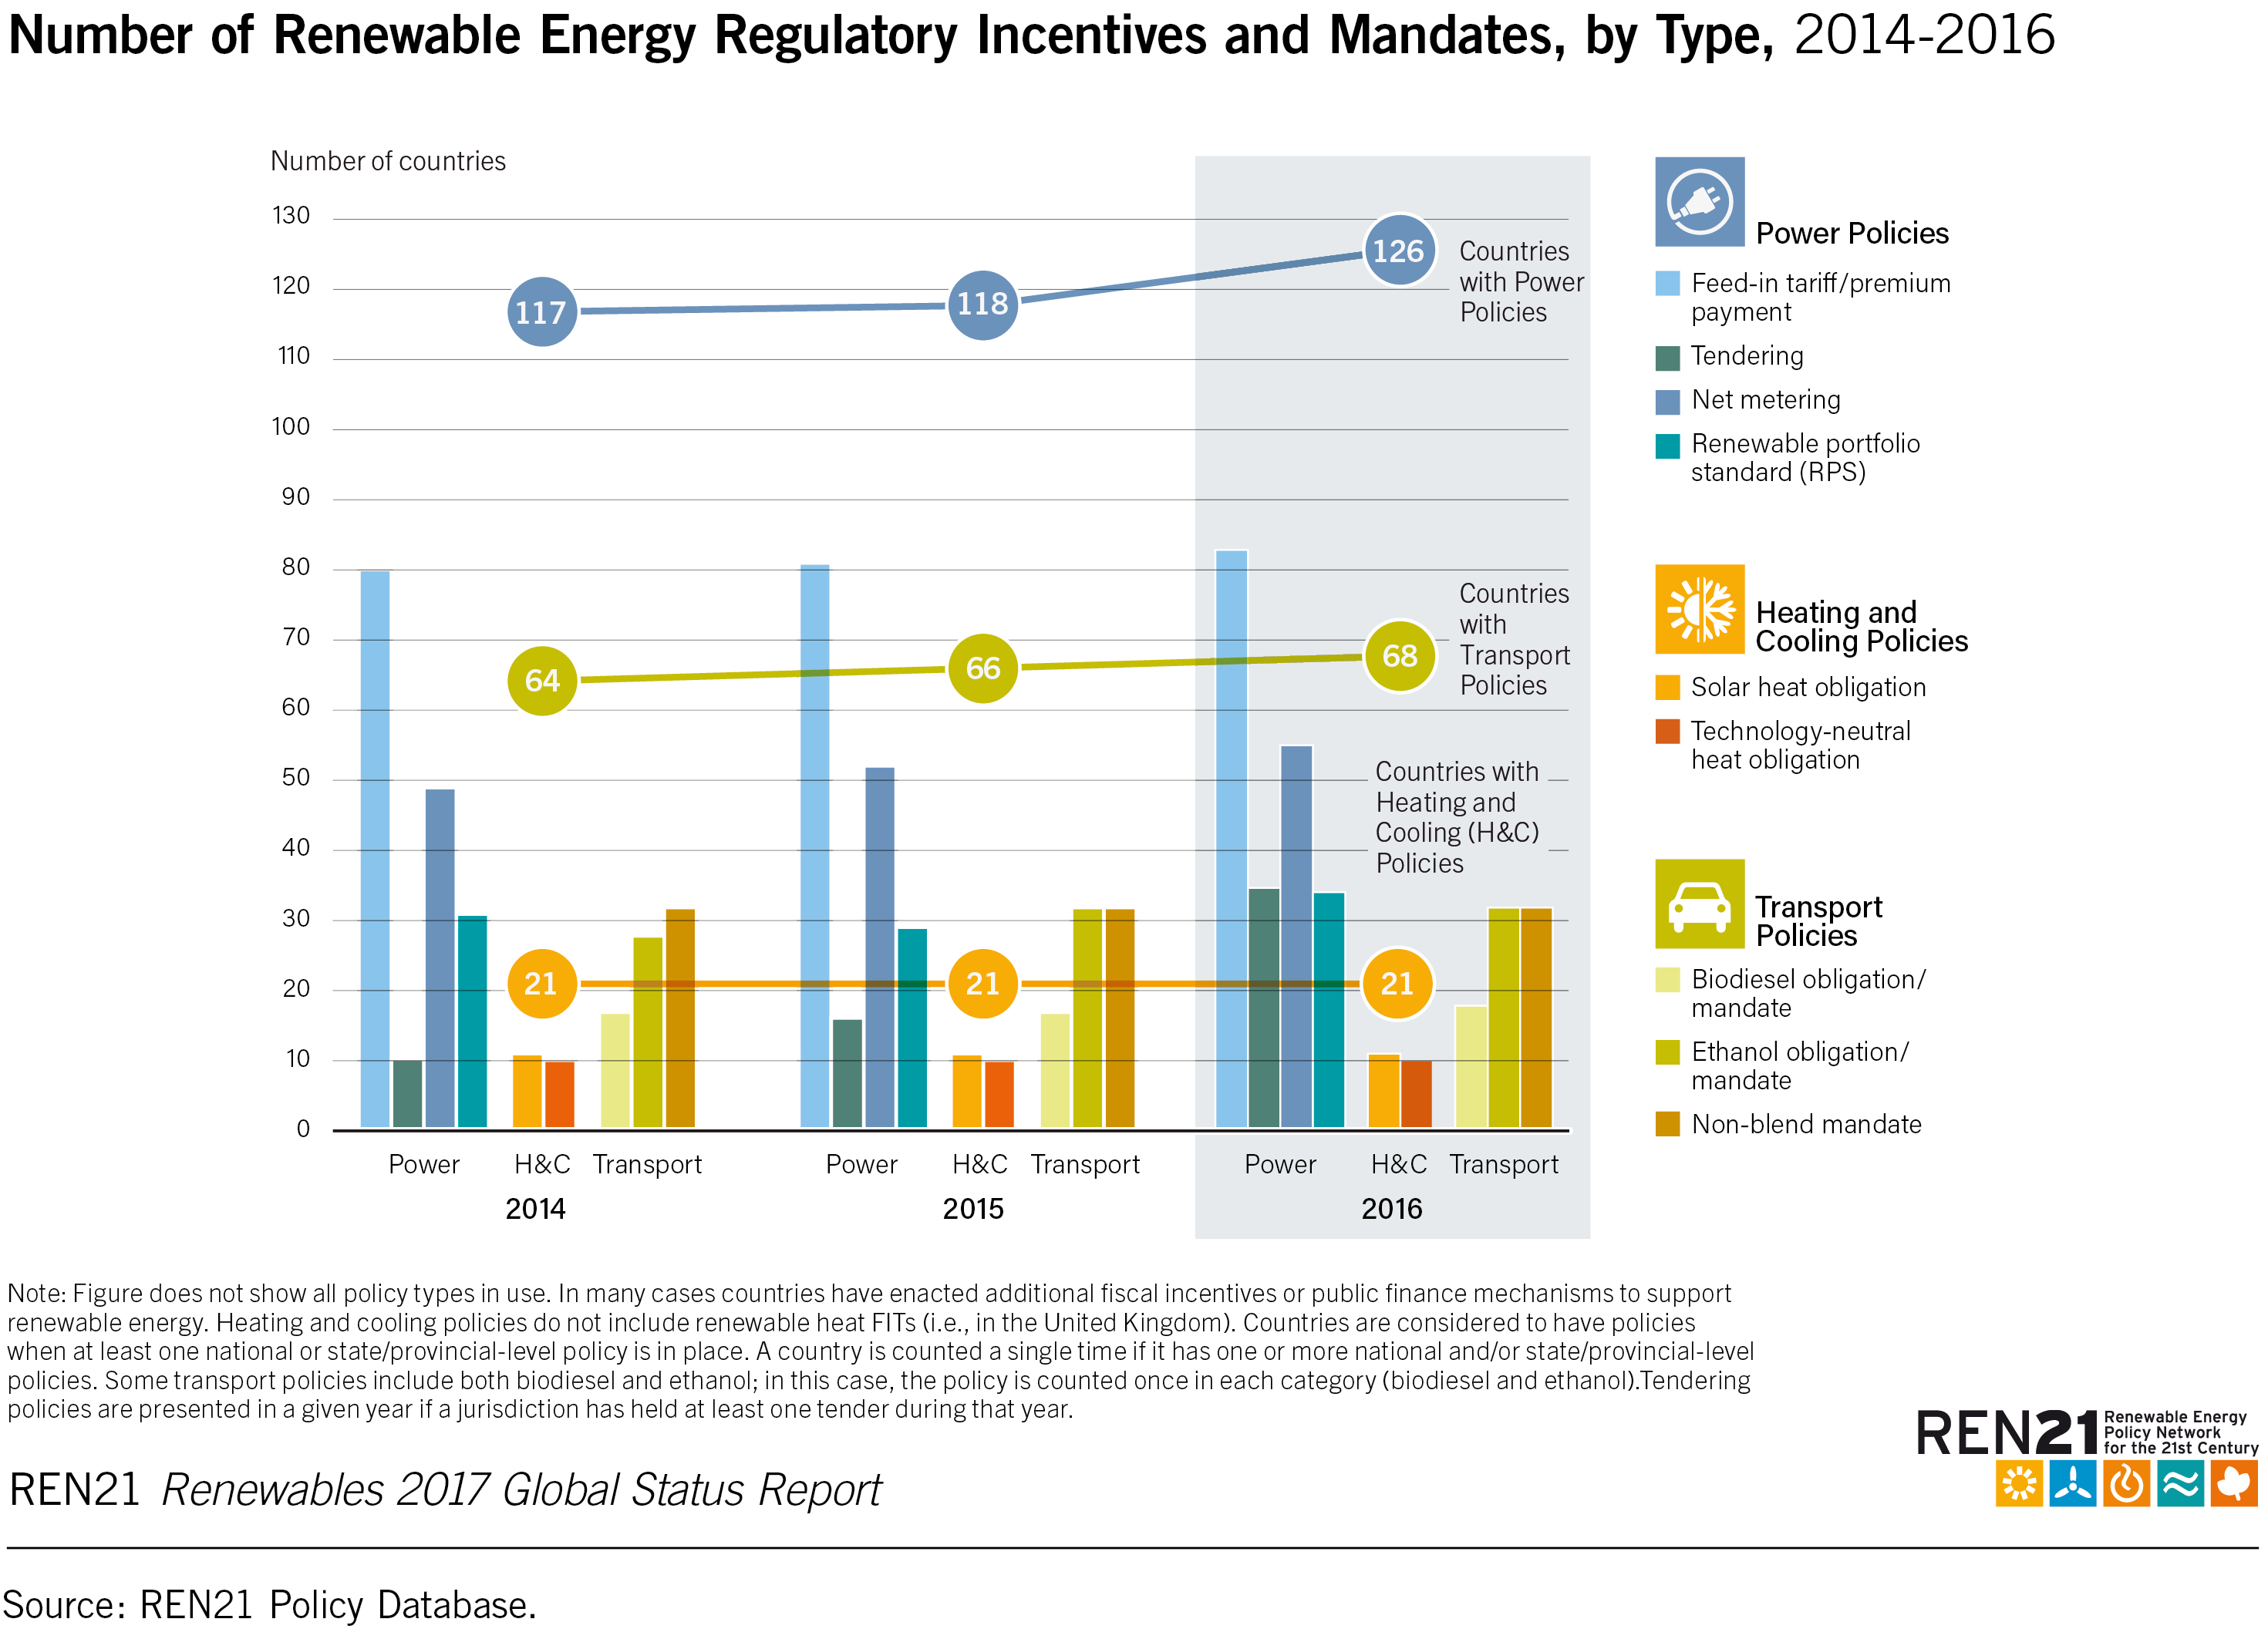 Number of Renewable Energy Regulatory Incentives and Mandates, by Type, 2014-2016
Number of countries
130
120
110
100
90
80
70
60
50
40
30
20
10
0
117
118
126
Countries
with Power
Policies
64
66
68
Countries
with
Transport
Policies
Countries with
Heating and
Cooling (H&C)
Policies
21
21
21
Power H&C Transport
2014
Power H&C Transport
2015
Power H&C Transport
2016
Power Policies
Feed-in tariff/premium
payment
Tendering
Net metering
Renewable portfolio
standard (RPS)
Heating and
Cooling Policies
Solar heat obligation
Technology-neutral
heat obligation
Transport
Policies
Biodiesel obligation/
mandate
Ethanol obligation/
mandate
Non-blend mandate
Note: Figure does not show all policy types in use. In many cases countries have enacted additional fiscal incentives or public finance mechanisms to support
renewable energy. Heating and cooling policies do not include renewable heat FITs (i.e., in the United Kingdom). Countries are considered to have policies
when at least one national or state/provincial-level policy is in place. A country is counted a single time if it has one or more national and/or state/provincial-level
policies. Some transport policies include both biodiesel and ethanol; in this case, the policy is counted once in each category (biodiesel and ethanol).Tendering
policies are presented in a given year if a jurisdiction has held at least one tender during that year.
REN21 Renewables 2017 Global Status Report
REN21
Renewable Energy
Policy Network
for the 21st Century
Source: REN21 Policy Database.